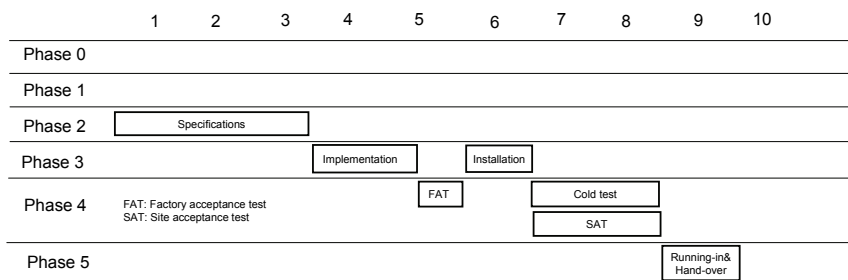 1 2 3 4 5 6 7 8 9 10
Phase 0
Phase 1
Phase 2 Specifications
Phase 3 Implementation Installation
Phase 4 FAT Cold test
FAT: Factory acceptance test
SAT: Site acceptance test
SAT
Phase 5 Running-in&
Hand-over